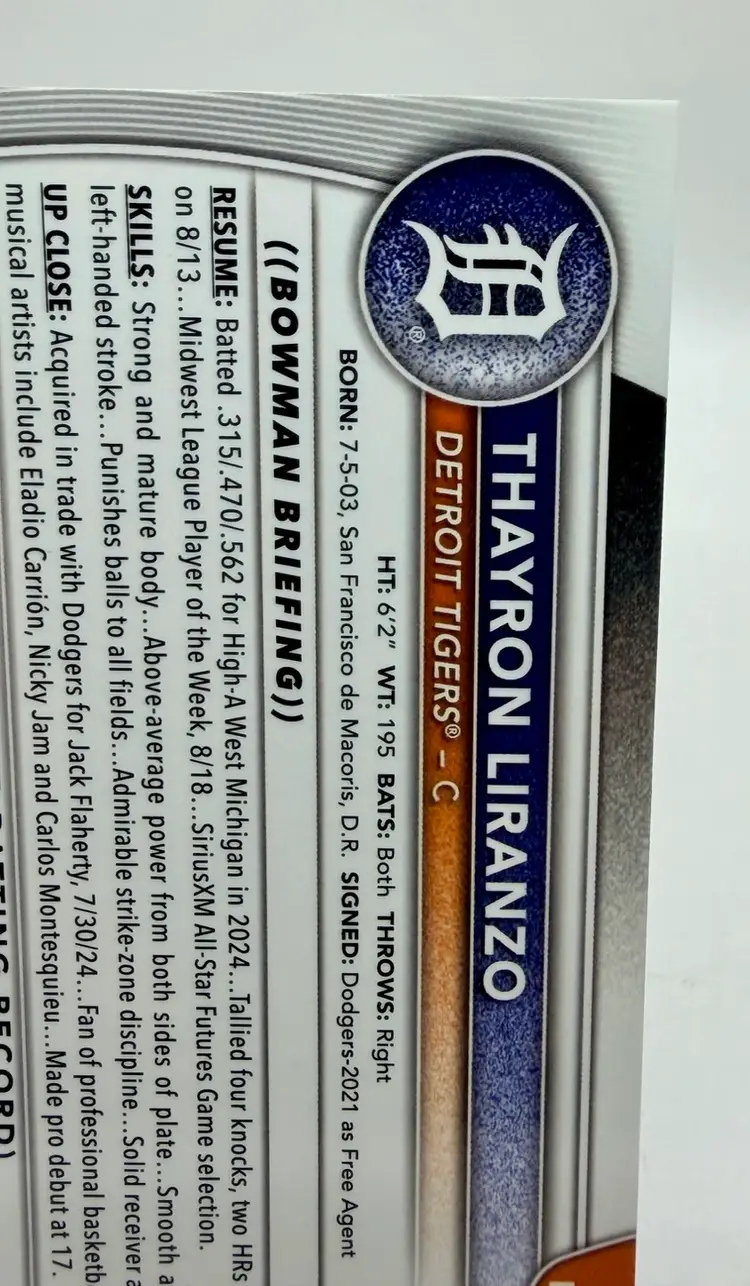 THAYRON LIRANZO
DETROIT TIGERS® – C
HT: 6'2" WT: 195 BATS: Both THROWS: Right
BORN: 7-5-03, San Francisco de Macoris, D.R. SIGNED: Dodgers-2021 as Free Agent
((BOWMAN BRIEFING))
RESUME: Batted .315/.470/.562 for High-A West Michigan in 2024...Tallied four knocks, two HRs
on 8/13...Midwest League Player of the Week, 8/18...SiriusXM All-Star Futures Game selection.
SKILLS: Strong and mature body...Above-average power from both sides of plate...Smooth
left-handed stroke...Punishes balls to all fields...Admirable strike-zone discipline...Solid receiver
UP CLOSE: Acquired in trade with Dodgers for Jack Flaherty, 7/30/24...Fan of professional
musical artists include Eladio Carrión, Nicky Jam and Carlos Montesquieu...Made pro debut at 17.
RECORD)